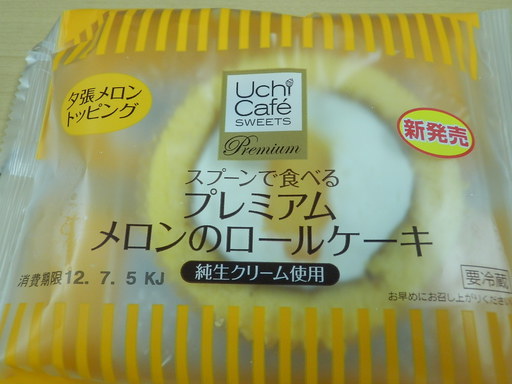 夕張メロン
トッピング
Uchi
Café
SWEETS
Premium
新発売
スプーンで食べる
プレミアム
メロンのロールケーキ
純生クリーム使用
消費期限12. 7. 5 KJ
要冷蔵
お早めにお召し上がりください